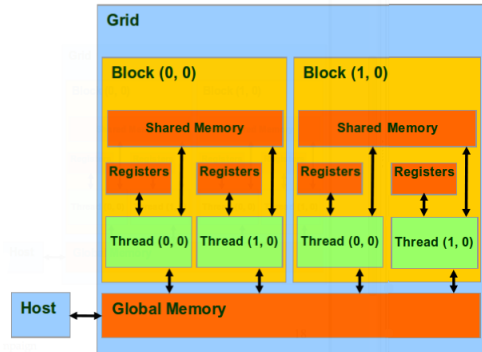 Grid
Block (0, 0)
Block (1, 0)
Shared Memory
Shared Memory
Registers
Registers
Registers
Registers
Thread (0, 0)
Thread (1, 0)
Thread (0, 0)
Thread (1, 0)
Host
Global Memory